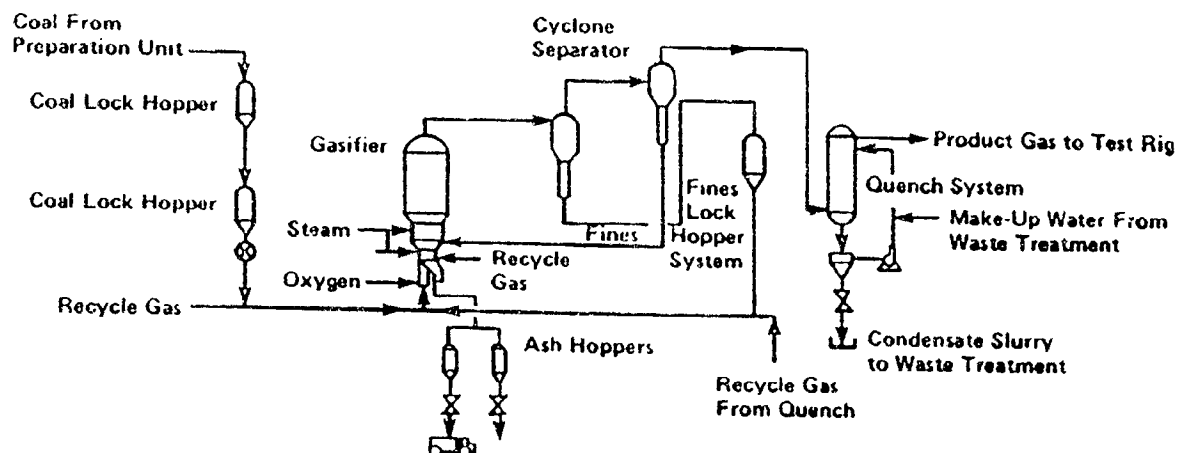 Coal From
Preparation Unit
Coal Lock Hopper
Coal Lock Hopper
Recycle Gas
Gasifier
Steam
Oxygen
Recycle
Gas
Ash Hoppers
Cyclone
Separator
Fines
Fines
Lock
Hopper
System
Recycle Gas
From Quench
Product Gas to Test Rig
Quench System
Make-Up Water From
Waste Treatment
Condensate Slurry
to Waste Treatment